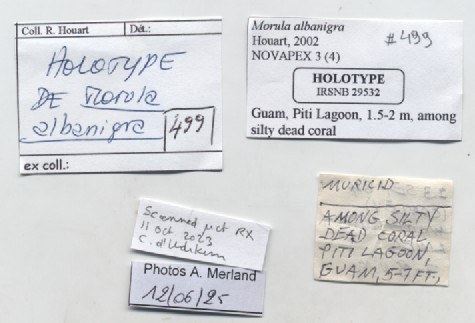 Coll. R. Houart Dét.:
HOLOTYPE
DE Morula
albanigra 499
ex coll.:
Morula albanigra
Houart, 2002 #499
NOVAPEX 3 (4)
HOLOTYPE
IRSNB 29532
Guam, Piti Lagoon, 1.5-2 m, among
silty dead coral
Scanned µct RX
11 oct 2023
C.
Photos A. Merland
12/06/25
MURICID
AMONG SILTY
DEAD CORAL
PITI LAGOON,
GUAM, 5-7 FT,